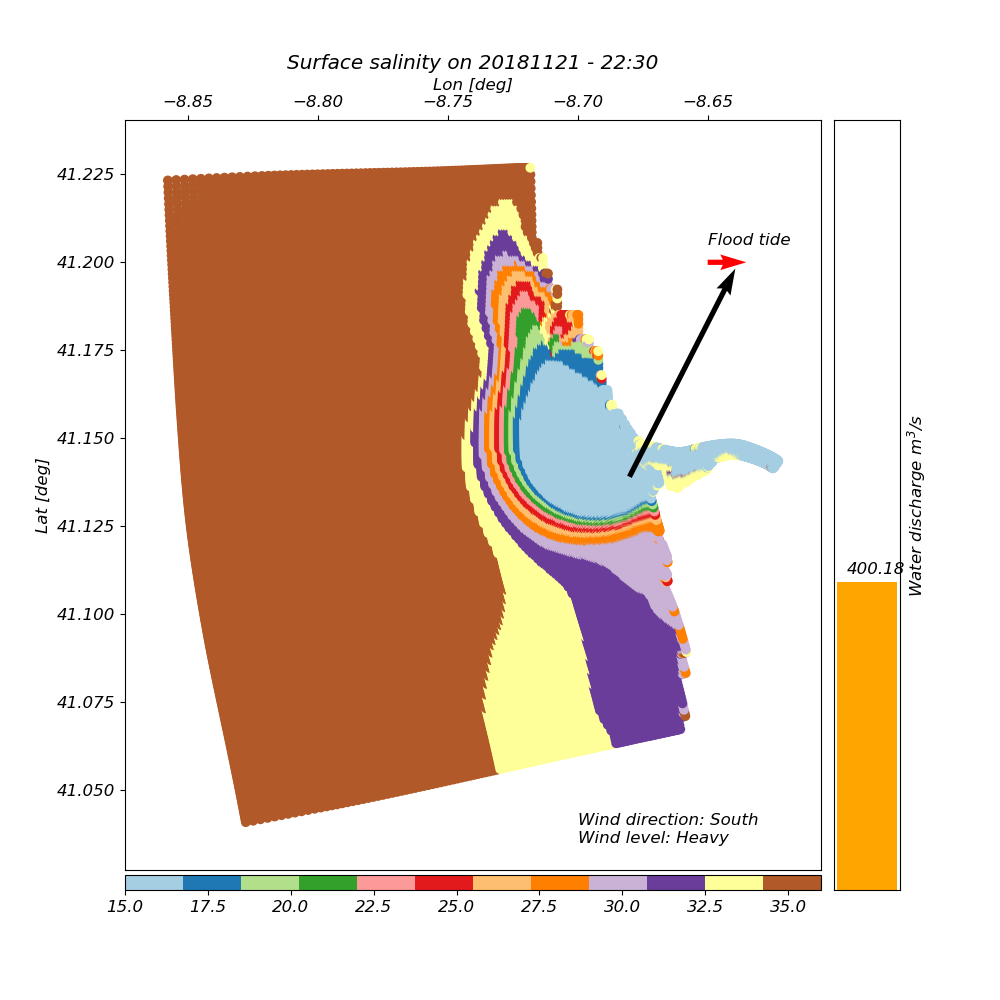 Surface salinity on 20181121 - 22:30
Lon [deg]
−8.85 −8.80 −8.75 −8.70 −8.65
41.225
41.200
41.175
41.150
41.125
41.100
41.075
41.050
Lat [deg]
Flood tide
Wind direction: South
Wind level: Heavy
15.0 17.5 20.0 22.5 25.0 27.5 30.0 32.5 35.0
400.18
Water discharge m³/s